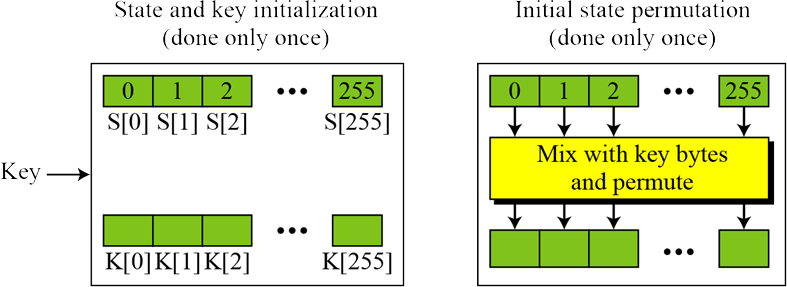 State and key initialization
(done only once)
0 1 2 ••• 255
S[0] S[1] S[2] S[255]
Key
•••
K[0] K[1] K[2] K[255]
Initial state permutation
(done only once)
0 1 2 ••• 255
Mix with key bytes
and permute
•••